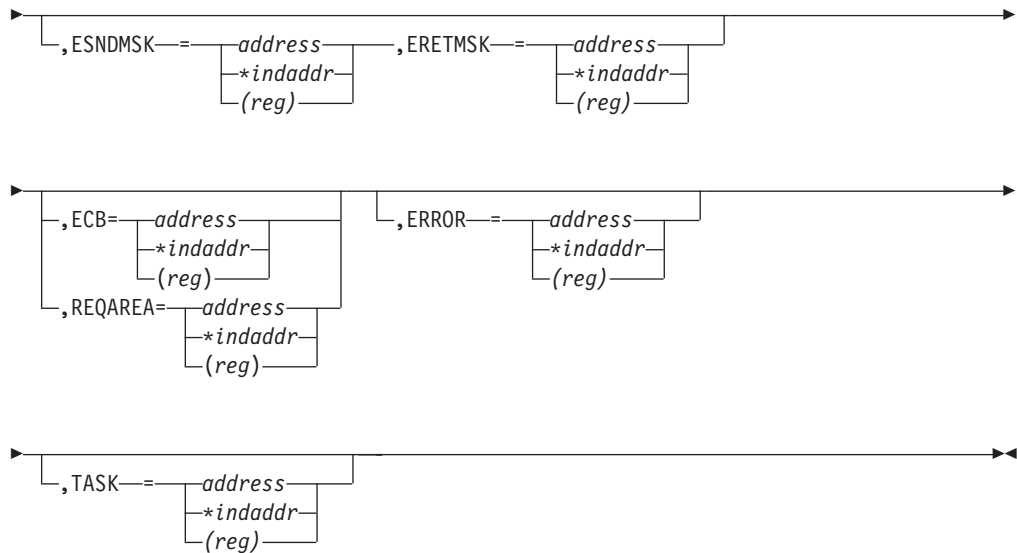 ,ESNDMSK = address ,ERETMSK = address
*indaddr *indaddr
(reg) (reg)
,ECB= address ,ERROR = address
*indaddr *indaddr
(reg) (reg)
,REQAREA= address
*indaddr
(reg)
,TASK = address
*indaddr
(reg)